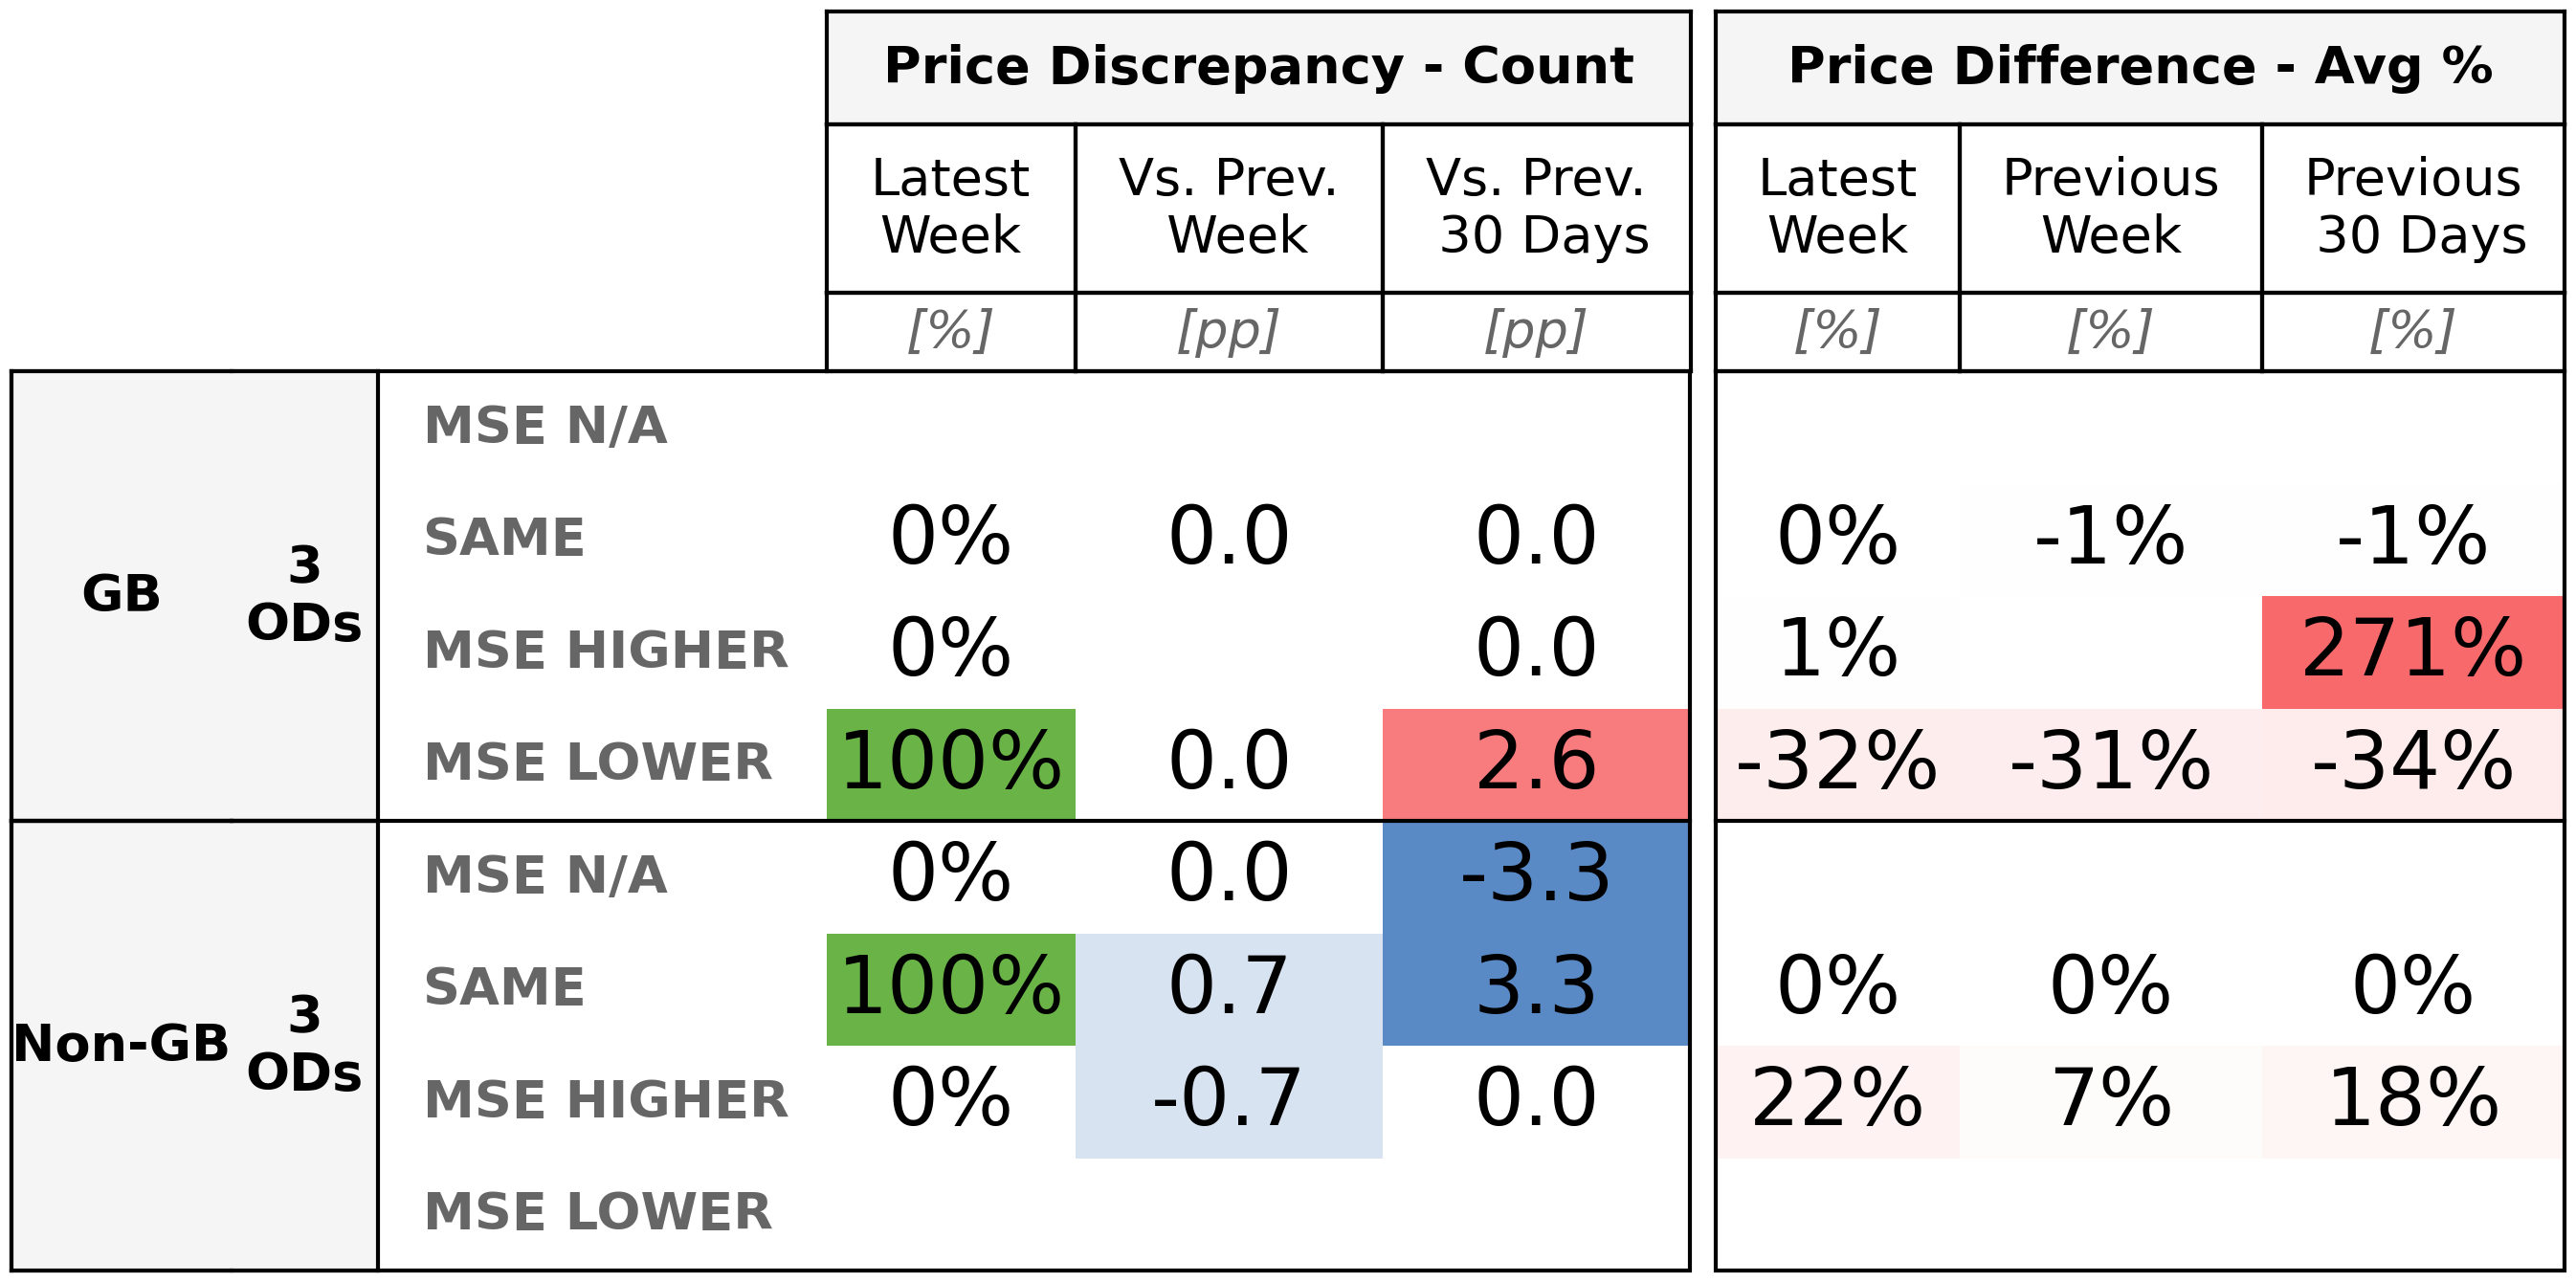 Price Discrepancy - Count Price Difference - Avg %
Latest Week Vs. Prev. Week Vs. Prev. 30 Days Latest Week Previous Week Previous 30 Days
[%] [pp] [pp] [%] [%] [%]
GB 3 ODs
MSE N/A
SAME 0% 0.0 0.0 0% -1% -1%
MSE HIGHER 0% 0.0 1% 271%
MSE LOWER 100% 0.0 2.6 -32% -31% -34%
Non-GB 3 ODs
MSE N/A 0% 0.0 -3.3
SAME 100% 0.7 3.3 0% 0% 0%
MSE HIGHER 0% -0.7 0.0 22% 7% 18%
MSE LOWER